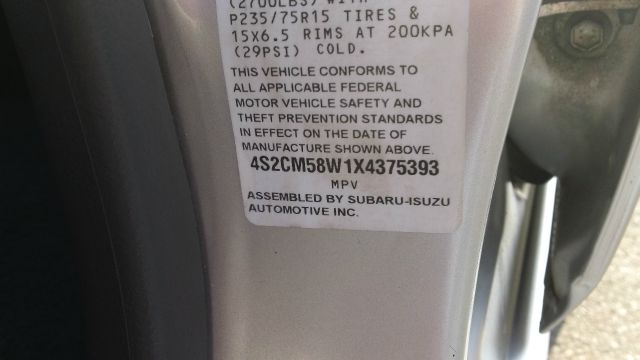 (2700LBS) WITH
P235/75R15 TIRES &
15X6.5 RIMS AT 200KPA
(29PSI) COLD.
THIS VEHICLE CONFORMS TO
ALL APPLICABLE FEDERAL
MOTOR VEHICLE SAFETY AND
THEFT PREVENTION STANDARDS
IN EFFECT ON THE DATE OF
MANUFACTURE SHOWN ABOVE.
4S2CM58W1X4375393
MPV
ASSEMBLED BY SUBARU-ISUZU
AUTOMOTIVE INC.